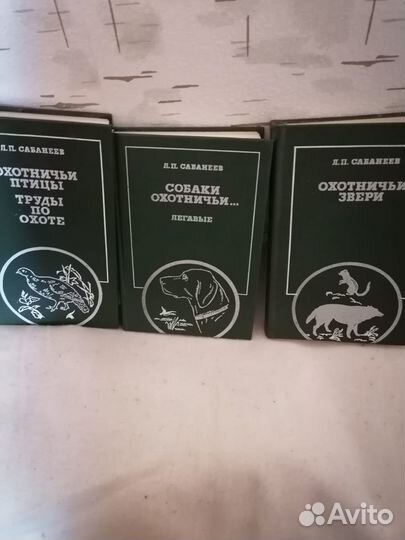 Л.П. САБАНЕЕВ
ОХОТНИЧЬИ
ПТИЦЫ
ТРУДЫ
ПО
ОХОТЕ
Л.П. САБАНЕЕВ
СОБАКИ
ОХОТНИЧЬИ...
ЛЕГАВЫЕ
Л.П. САБАНЕЕВ
ОХОТНИЧЬИ
ЗВЕРИ
Avito